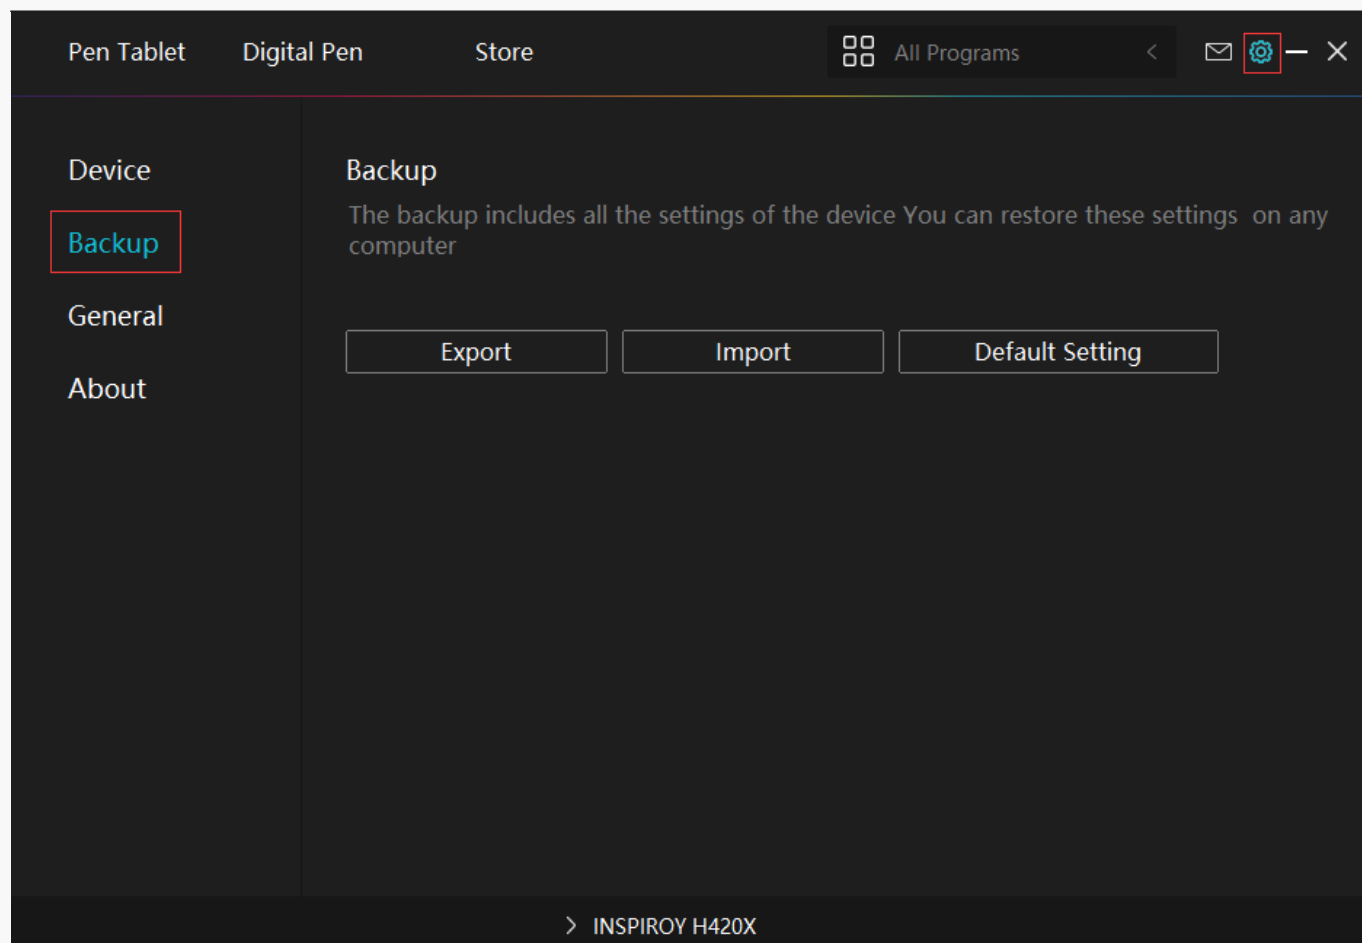 Pen Tablet Digital Pen Store All Programs
Device
Backup
General
About
Backup
The backup includes all the settings of the device You can restore these settings on any
computer
Export Import Default Setting
INSPIROY H420X